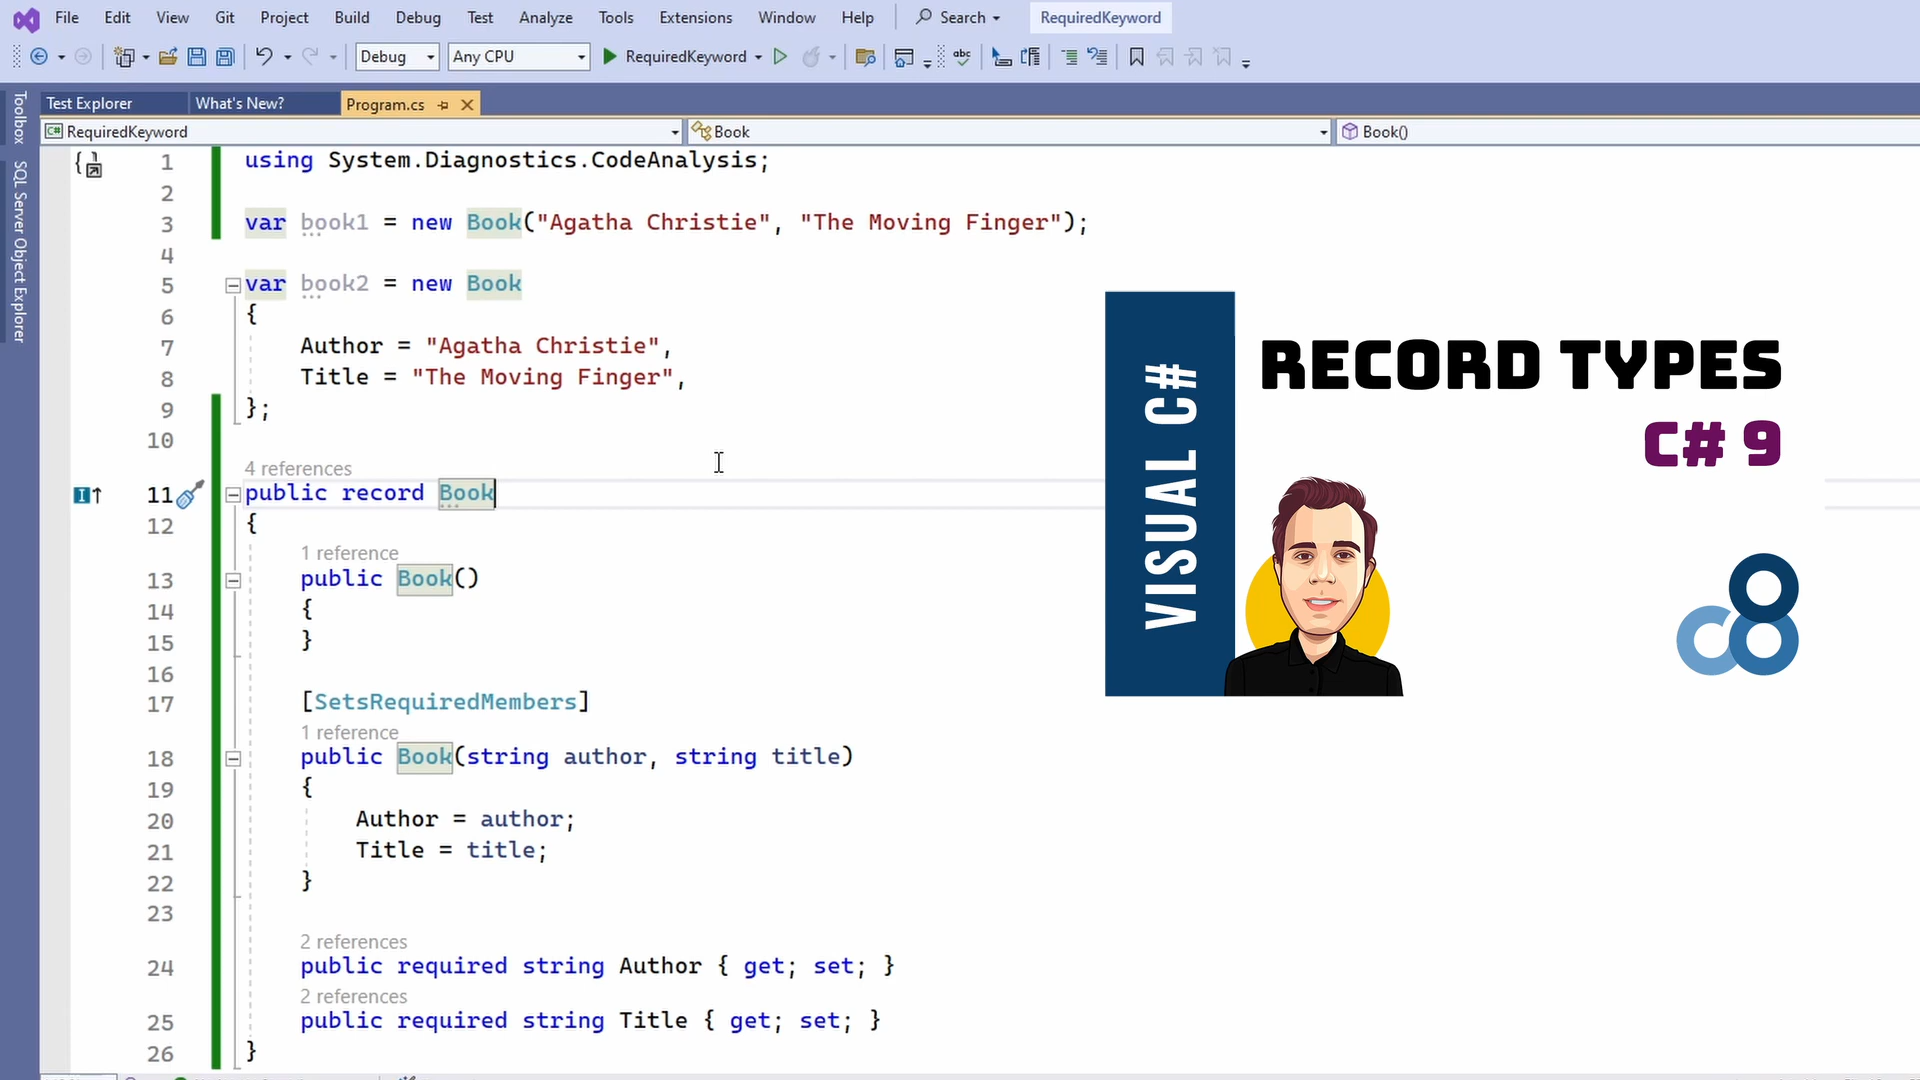 File Edit View Git Project Build Debug Test Analyze Tools Extensions Window Help Search RequiredKeyword
Debug Any CPU RequiredKeyword abc
Toolbox
SQL Server Object Explorer
Test Explorer What's New? Program.cs
C# RequiredKeyword Book Book()
1 using System.Diagnostics.CodeAnalysis;
2
3 var book1 = new Book("Agatha Christie", "The Moving Finger");
4
5 var book2 = new Book
6 {
7 Author = "Agatha Christie",
8 Title = "The Moving Finger",
9 };
10
4 references
11 public record Book
12 {
1 reference
13 public Book()
14 {
15 }
16
17 [SetsRequiredMembers]
1 reference
18 public Book(string author, string title)
19 {
20 Author = author;
21 Title = title;
22 }
23
2 references
24 public required string Author { get; set; }
2 references
25 public required string Title { get; set; }
26 }
VISUAL C#
RECORD TYPES
C# 9